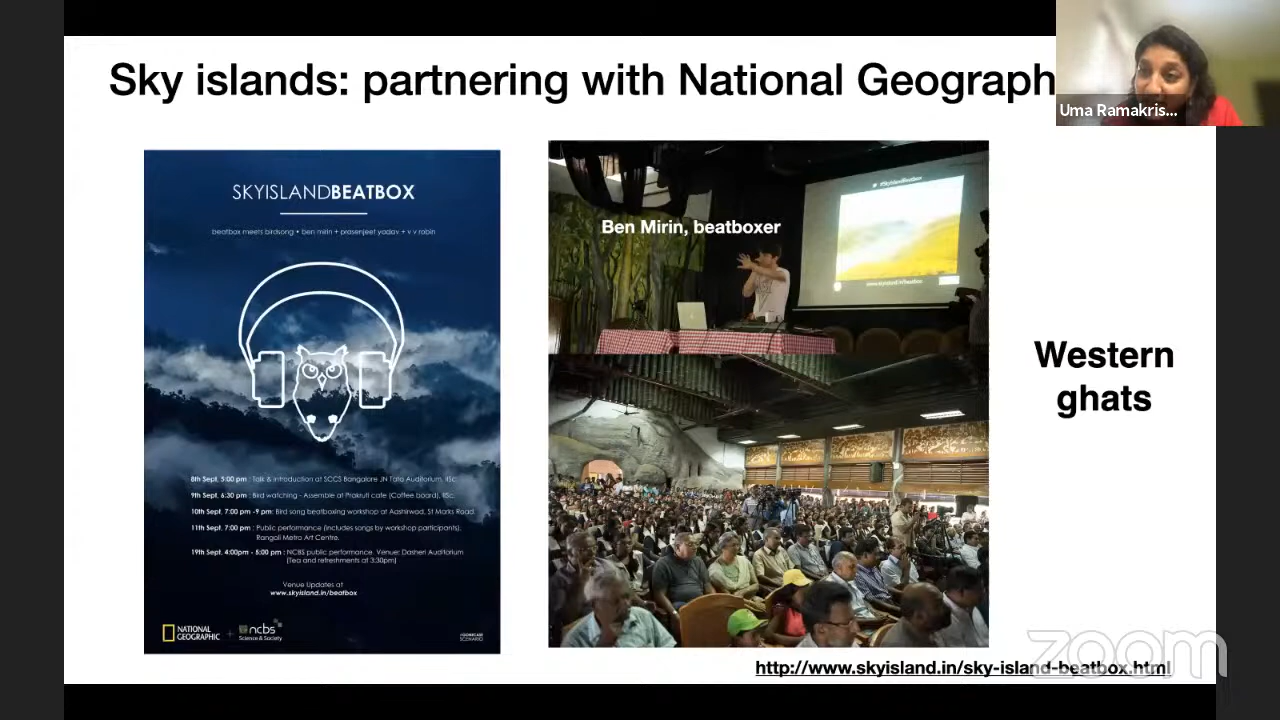 Sky islands: partnering with National Geograph
Uma Ramakris...
SKYISLANDBEATBOX
beatbox meets birdsong • ben mirin + prasenjeet yadav + v v robin
8th Sept, 5:00 pm : Talk & introduction at SCCS Bangalore JN Tata Auditorium, IISc.
9th Sept, 6:30 pm : Bird watching - Assemble at Prakruti cafe (Coffee board), IISc.
10th Sept, 7:00 pm -9 pm: Bird song beatboxing workshop at Aashirwad, St Marks Road.
11th Sept, 7:00 pm : Public performance (includes songs by workshop participants),
Rangoli Metro Art Centre.
19th Sept. 4:00pm - 5:00 pm : NCBS public performance. Venue: Dasheri Auditorium
(Tea and refreshments at 3:30pm)
Venue Updates at
www.skyisland.in/beatbox
NATIONAL
GEOGRAPHIC
+
ncbs
Science & Society
Ben Mirin, beatboxer
Western
ghats
http://www.skyisland.in/sky-island-beatbox.html
zoom